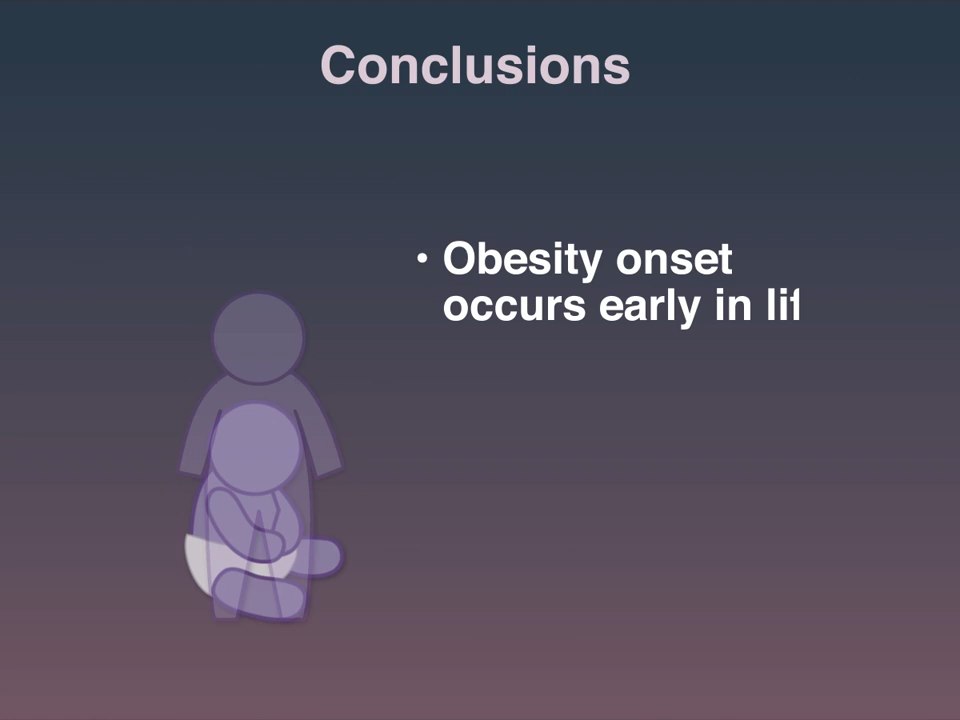 Conclusions
• Obesity onset
occurs early in